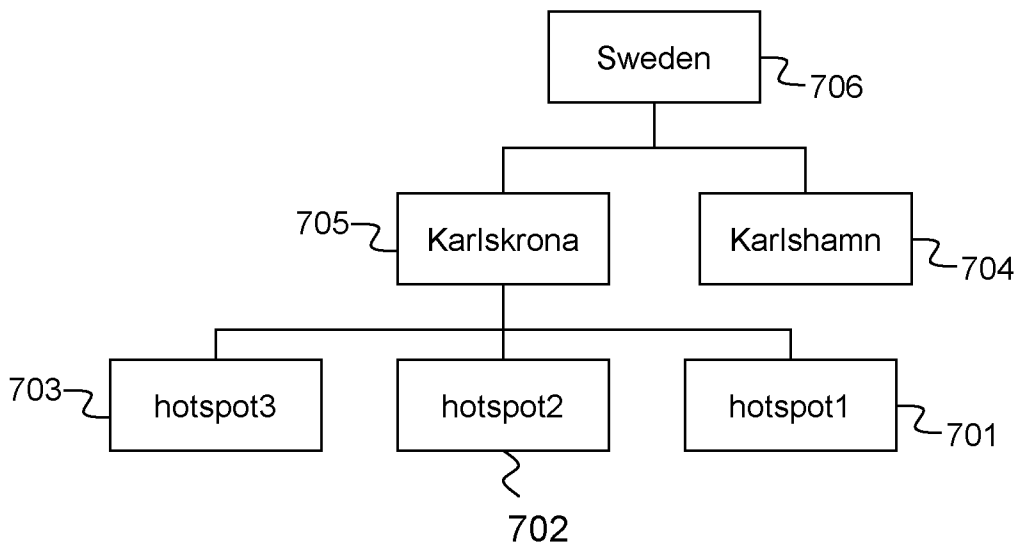 Sweden
706
705
Karlskrona
Karlshamn
704
703
hotspot3
hotspot2
hotspot1
701
702